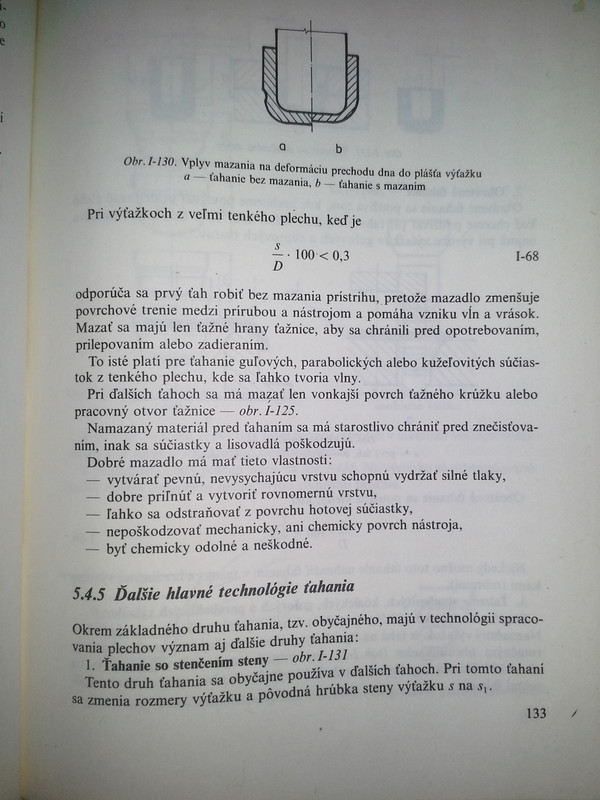 a b
Obr. I-130. Vplyv mazania na deformáciu prechodu dna do plášťa výťažku
a — ťahanie bez mazania, b — ťahanie s mazaním
Pri výťažkoch z veľmi tenkého plechu, keď je
s
— · 100 < 0,3 I-68
D
odporúča sa prvý ťah robiť bez mazania prístrihu, pretože mazadlo zmenšuje
povrchové trenie medzi prírubou a nástrojom a pomáha vzniku vĺn a vrások.
Mazať sa majú len ťažné hrany ťažnice, aby sa chránili pred opotrebovaním,
prilepovaním alebo zadieraním.
To isté platí pre ťahanie guľových, parabolických alebo kužeľovitých súčias-
tok z tenkého plechu, kde sa ľahko tvoria vlny.
Pri ďalších ťahoch sa má mazať len vonkajší povrch ťažného krúžku alebo
pracovný otvor ťažnice — obr. I-125.
Namazaný materiál pred ťahaním sa má starostlivo chrániť pred znečisťova-
ním, inak sa súčiastky a lisovadlá poškodzujú.
Dobré mazadlo má mať tieto vlastnosti:
— vytvárať pevnú, nevysychajúcu vrstvu schopnú vydržať silné tlaky,
— dobre priľnúť a vytvoriť rovnomernú vrstvu,
— ľahko sa odstraňovať z povrchu hotovej súčiastky,
— nepoškodzovať mechanicky, ani chemicky povrch nástroja,
— byť chemicky odolné a neškodné.
5.4.5 Ďalšie hlavné technológie ťahania
Okrem základného druhu ťahania, tzv. obyčajného, majú v technológii spraco-
vania plechov význam aj ďalšie druhy ťahania:
1. Ťahanie so stenčením steny — obr. I-131
Tento druh ťahania sa obyčajne používa v ďalších ťahoch. Pri tomto ťahaní
sa zmenia rozmery výťažku a pôvodná hrúbka steny výťažku s na s₁.
133